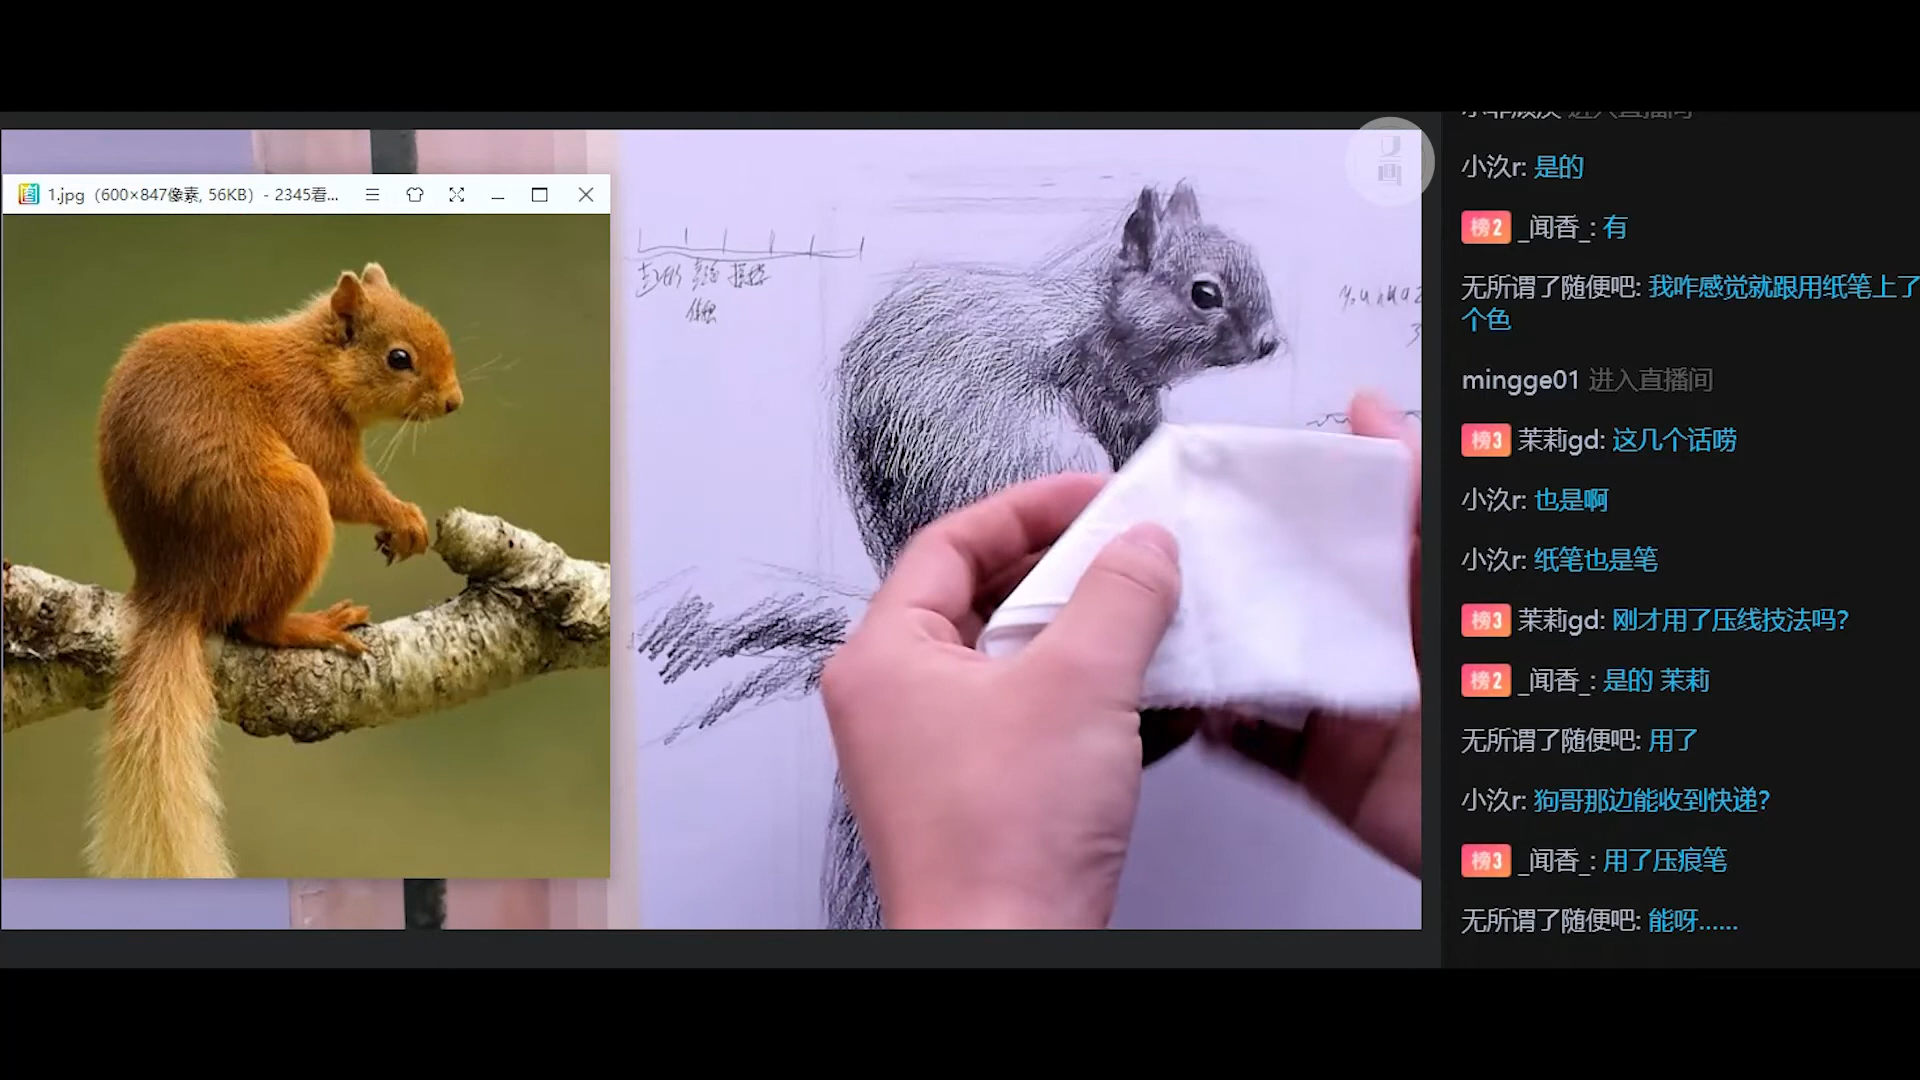 1.jpg（600×847像素, 56KB）- 2345看...
小汣r: 是的
榜2 _闻香_: 有
无所谓了随便吧: 我咋感觉就跟用纸笔上了
个色
mingge01 进入直播间
榜3 茉莉gd: 这几个话唠
小汣r: 也是啊
小汣r: 纸笔也是笔
榜3 茉莉gd: 刚才用了压线技法吗?
榜2 _闻香_: 是的 茉莉
无所谓了随便吧: 用了
小汣r: 狗哥那边能收到快递?
榜3 _闻香_: 用了压痕笔
无所谓了随便吧: 能呀......